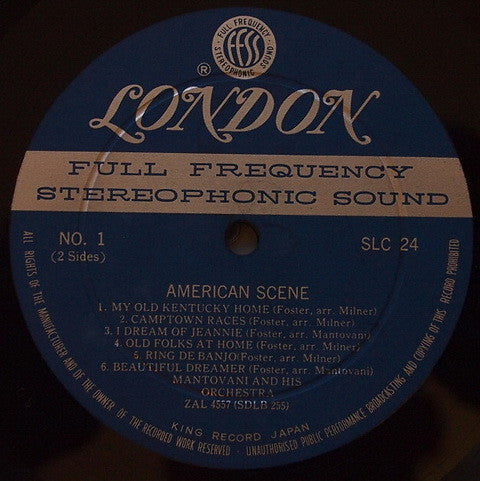 FULL FREQUENCY
FFSS
STEREOPHONIC SOUND
®
LONDON
FULL FREQUENCY
STEREOPHONIC SOUND
NO. 1
(2 Sides)
SLC 24
AMERICAN SCENE
1. MY OLD KENTUCKY HOME (Foster, arr. Milner)
2. CAMPTOWN RACES (Foster, arr. Milner)
3. I DREAM OF JEANNIE (Foster, arr. Mantovani)
4. OLD FOLKS AT HOME (Foster, arr. Milner)
5. RING DE BANJO (Foster, arr. Milner)
6. BEAUTIFUL DREAMER (Foster, arr. Mantovani)
MANTOVANI AND HIS
ORCHESTRA
ZAL 4557 (SDLB 255)
KING RECORD JAPAN
ALL RIGHTS OF THE MANUFACTURER AND OF THE OWNER OF THE RECORDED WORK RESERVED - UNAUTHORISED PUBLIC PERFORMANCE BROADCASTING AND COPYING OF THIS RECORD PROHIBITED